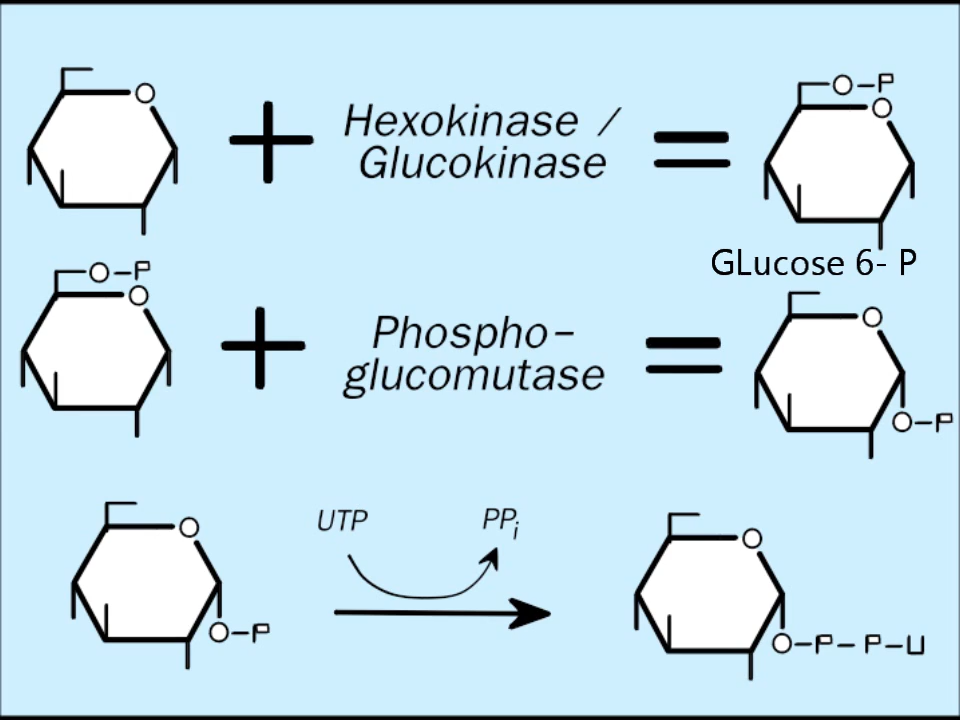 O
O-P
O
Hexokinase /
Glucokinase
GLucose 6- P
O-P
O
O
Phospho-
glucomutase
O-P
O
UTP
PPi
O
O-P
O-P-P-U